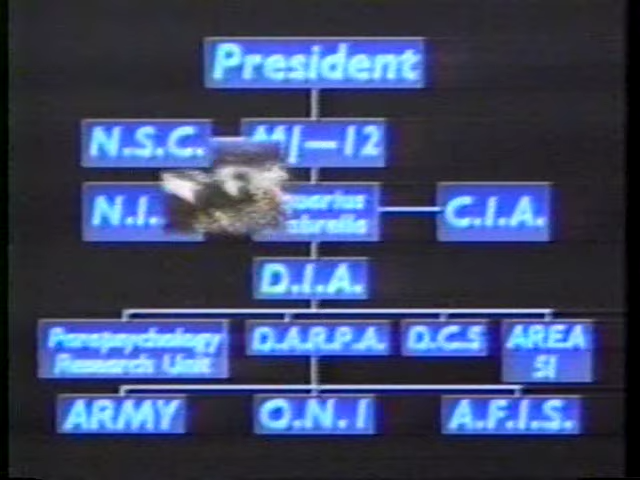 President
N.S.C.
MJ—12
N.I.
C.I.A.
D.I.A.
Parapsychology
Research Unit
D.A.R.P.A.
D.C.S
AREA
51
ARMY
O.N.I
A.F.I.S.